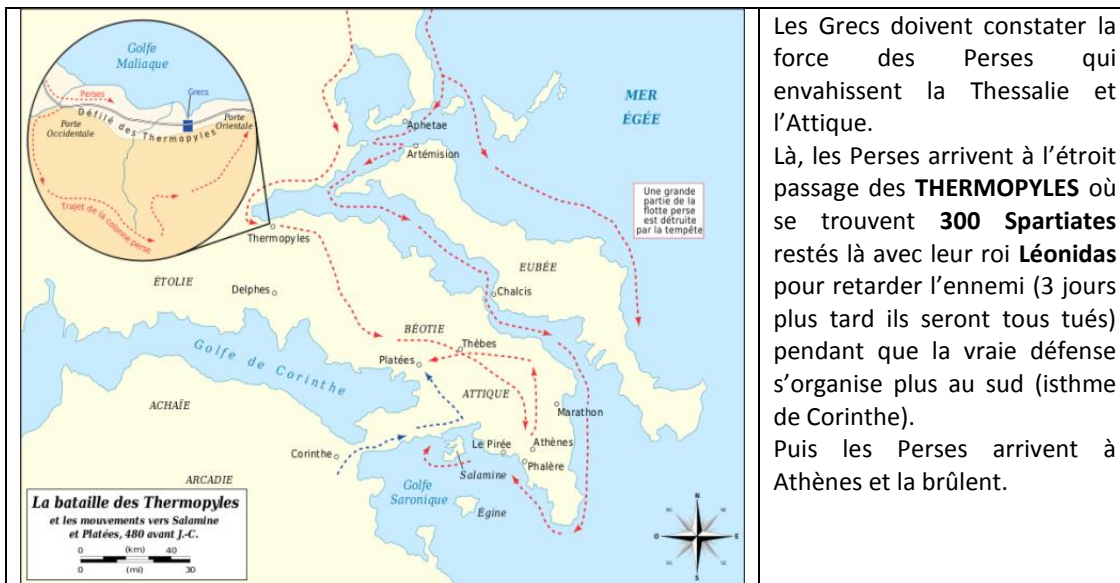 Golfe
Maliaque
Perses
Grecs
Défilé des Thermopyles
Porte
Occidentale
Porte
Orientale
Trajet de la colonne perse
Aphetae
Artémision
MER
ÉGÉE
Une grande
partie de la
flotte perse
est détruite
par la tempête
Thermopyles
EUBÉE
ÉTOLIE
Delphes
Chalcis
BÉOTIE
Thèbes
Platées
Golfe de Corinthe
ATTIQUE
ACHAÏE
Marathon
Corinthe
Le Pirée
Athènes
Phalère
Salamine
ARCADIE
Golfe
Saronique
Égine
La bataille des Thermopyles
et les mouvements vers Salamine
et Platées, 480 avant J.-C.
0 (km) 40
0 (mi) 30
N
O
E
S
Les Grecs doivent constater la
force des Perses qui
envahissent la Thessalie et
l’Attique.
Là, les Perses arrivent à l’étroit
passage des THERMOPYLES où
se trouvent 300 Spartiates
restés là avec leur roi Léonidas
pour retarder l’ennemi (3 jours
plus tard ils seront tous tués)
pendant que la vraie défense
s’organise plus au sud (isthme
de Corinthe).
Puis les Perses arrivent à
Athènes et la brûlent.